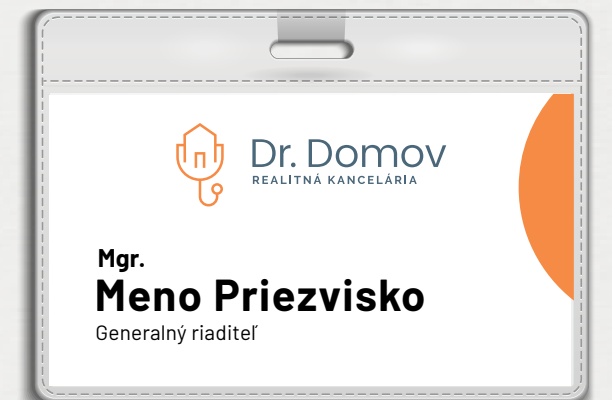 Dr. Domov
REALITNÁ KANCELÁRIA
Mgr.
Meno Priezvisko
Generalný riaditeľ